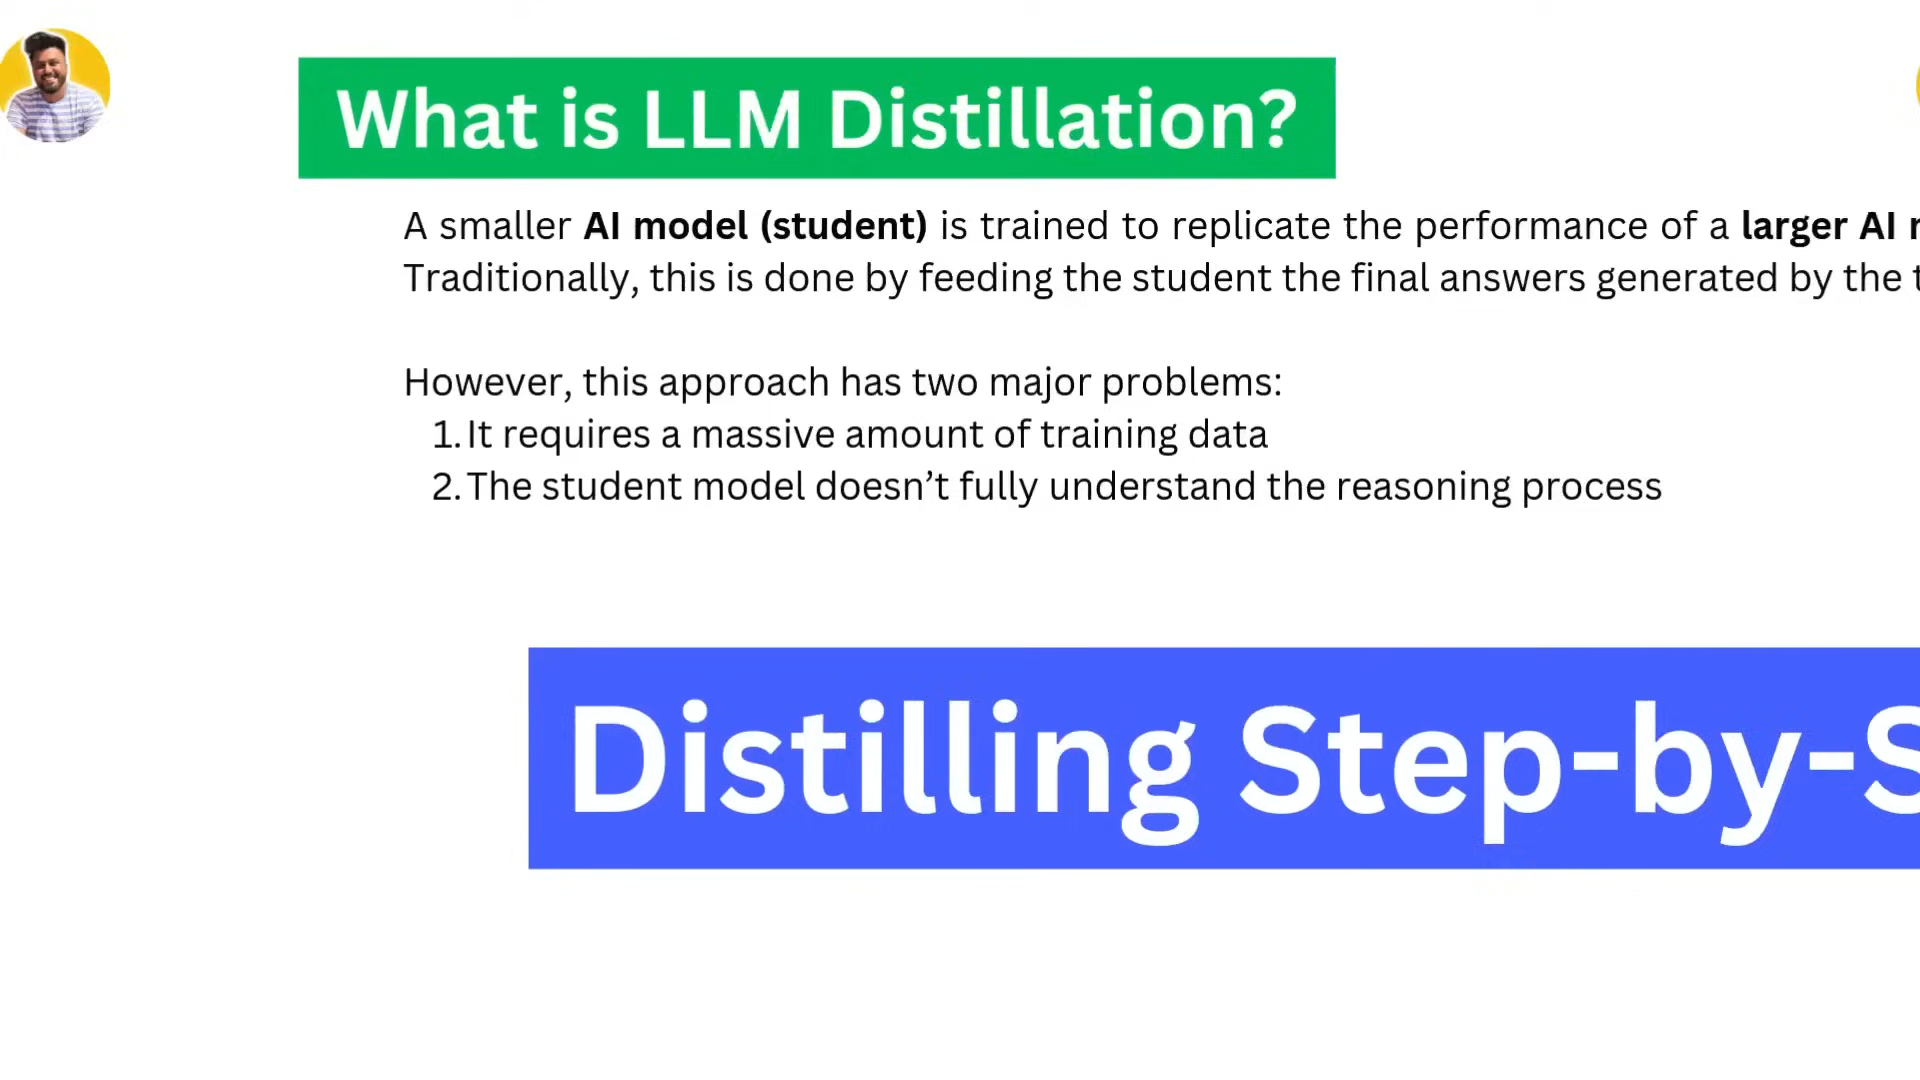 What is LLM Distillation?
A smaller AI model (student) is trained to replicate the performance of a larger AI
Traditionally, this is done by feeding the student the final answers generated by the
However, this approach has two major problems:
1. It requires a massive amount of training data
2. The student model doesn’t fully understand the reasoning process
Distilling Step-by-S